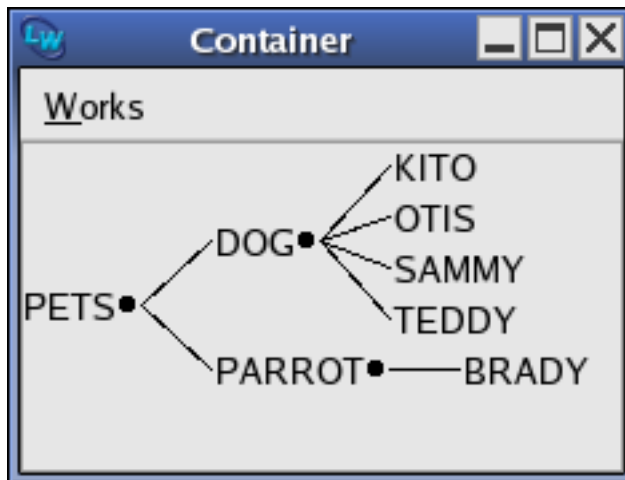 LW Container
Works
KITO
OTIS
DOG
SAMMY
PETS
TEDDY
PARROT BRADY